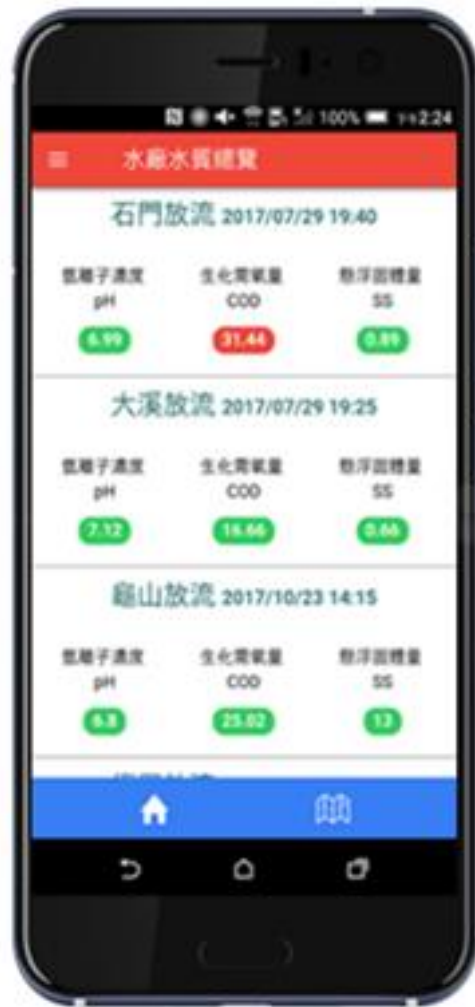 100% 下午2:24
水廠水質總覽
石門放流 2017/07/29 19:40
氫離子濃度 生化需氧量 懸浮固體量
pH COD SS
6.99 31.44 0.89
大溪放流 2017/07/29 19:25
氫離子濃度 生化需氧量 懸浮固體量
pH COD SS
7.12 16.66 0.66
龜山放流 2017/10/23 14:15
氫離子濃度 生化需氧量 懸浮固體量
pH COD SS
6.8 25.02 13